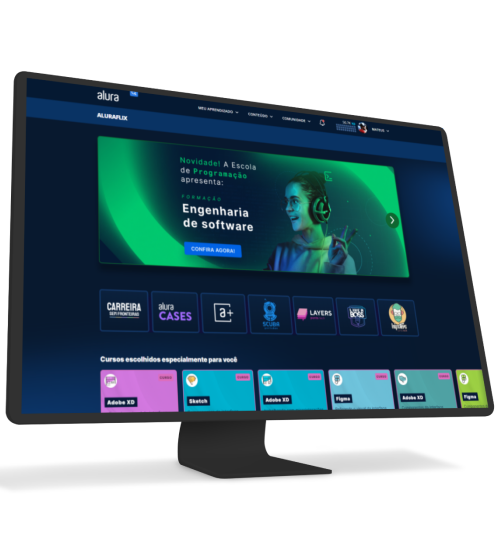 alura
MEU APRENDIZADO
CONTEÚDO
COMUNIDADE
MATEUS
ALURAFLIX
Novidade! A Escola
de Programação
apresenta:
FORMAÇÃO
Engenharia
de software
CONFIRA AGORA!
CARREIRA
SEM FRONTEIRAS
alura
CASES
a+
SCUBA
LAYERS
Cursos escolhidos especialmente para você
Adobe XD
Sketch
Adobe XD
Figma
Adobe XD
Figma